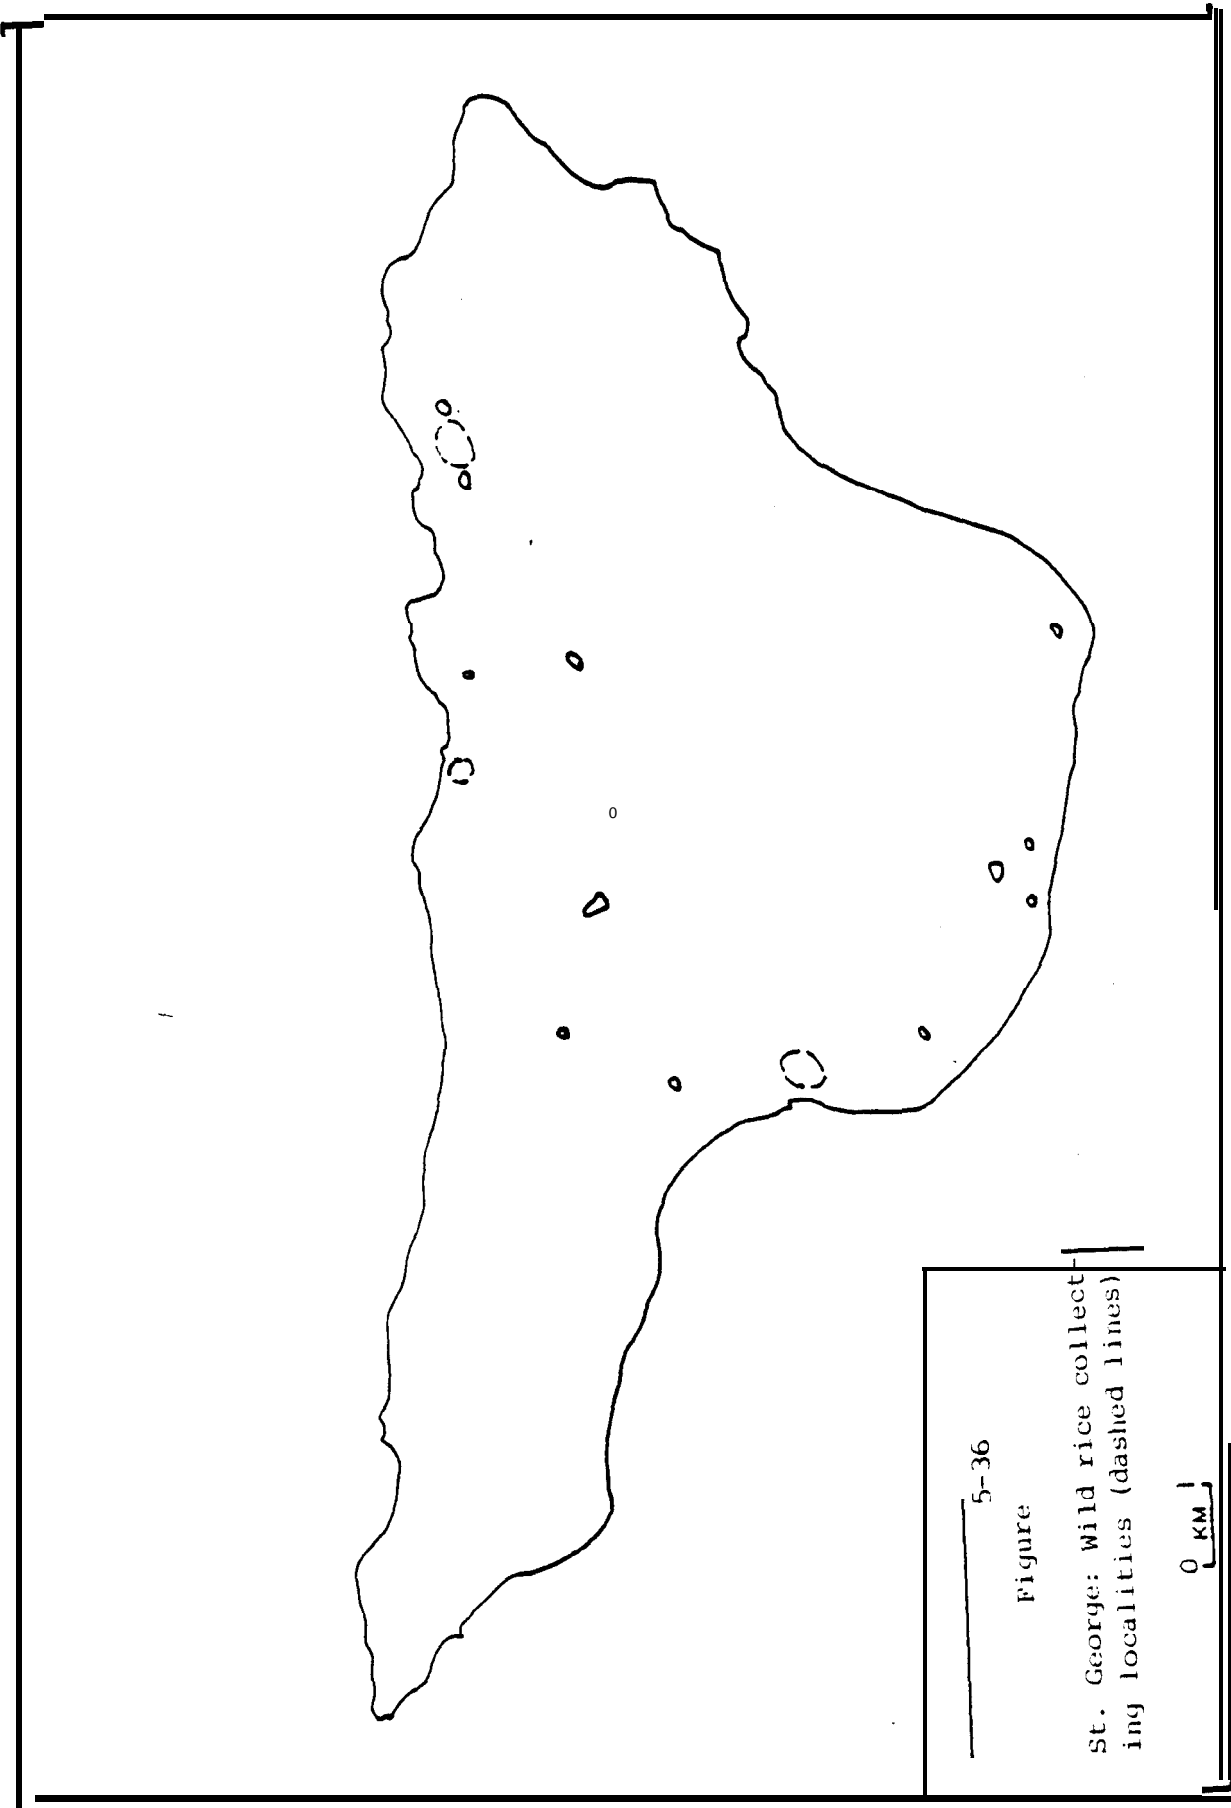 5-36
Figure
St. George: Wild rice collect-
ing localities (dashed lines)
0 KM 1